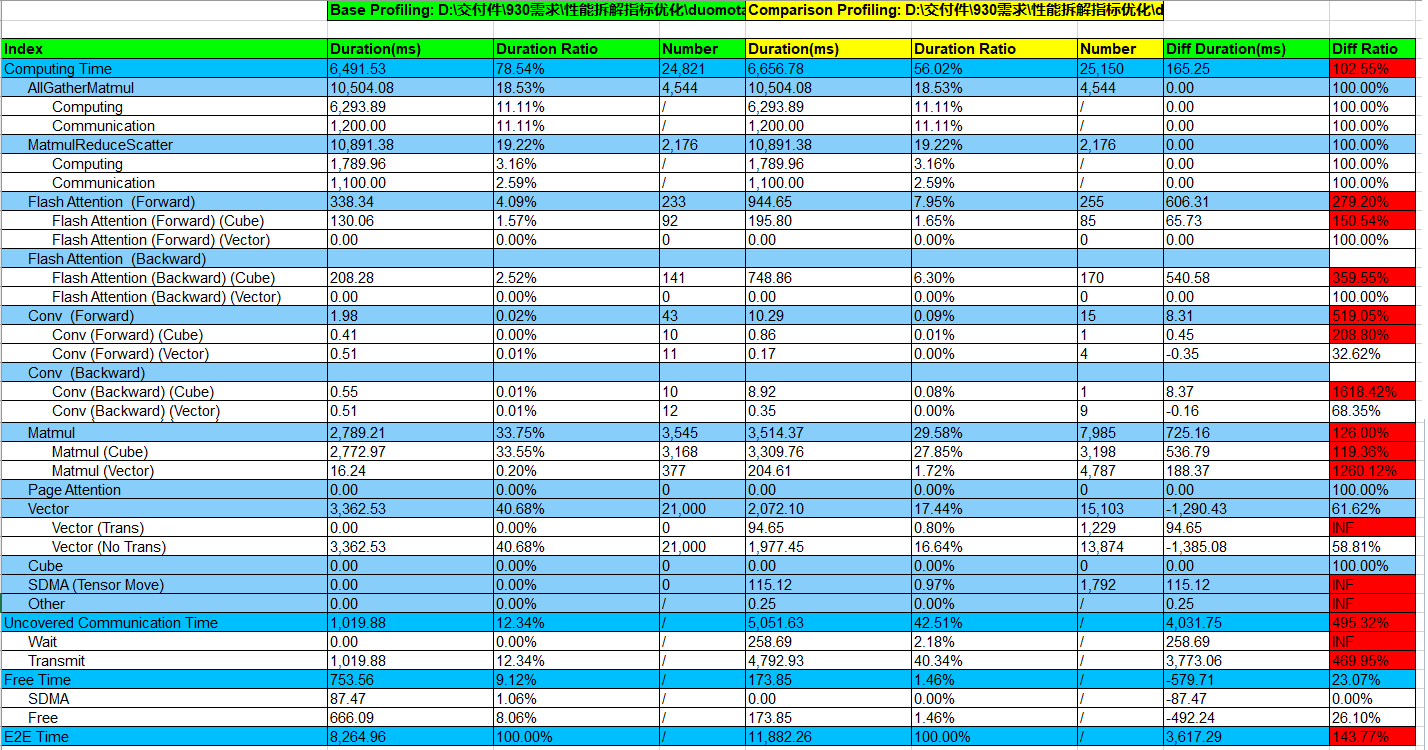 Base Profiling: D:\交付件\930需求\性能拆解指标优化\duomota Comparison Profiling: D:\交付件\930需求\性能拆解指标优化\d
Index Duration(ms) Duration Ratio Number Duration(ms) Duration Ratio Number Diff Duration(ms) Diff Ratio
Computing Time 6,491.53 78.54% 24,821 6,656.78 56.02% 25,150 165.25 102.55%
AllGatherMatmul 10,504.08 18.53% 4,544 10,504.08 18.53% 4,544 0.00 100.00%
Computing 6,293.89 11.11% / 6,293.89 11.11% / 0.00 100.00%
Communication 1,200.00 11.11% / 1,200.00 11.11% / 0.00 100.00%
MatmulReduceScatter 10,891.38 19.22% 2,176 10,891.38 19.22% 2,176 0.00 100.00%
Computing 1,789.96 3.16% / 1,789.96 3.16% / 0.00 100.00%
Communication 1,100.00 2.59% / 1,100.00 2.59% / 0.00 100.00%
Flash Attention (Forward) 338.34 4.09% 233 944.65 7.95% 255 606.31 279.20%
Flash Attention (Forward) (Cube) 130.06 1.57% 92 195.80 1.65% 85 65.73 150.54%
Flash Attention (Forward) (Vector) 0.00 0.00% 0 0.00 0.00% 0 0.00 100.00%
Flash Attention (Backward)
Flash Attention (Backward) (Cube) 208.28 2.52% 141 748.86 6.30% 170 540.58 359.55%
Flash Attention (Backward) (Vector) 0.00 0.00% 0 0.00 0.00% 0 0.00 100.00%
Conv (Forward) 1.98 0.02% 43 10.29 0.09% 15 8.31 519.05%
Conv (Forward) (Cube) 0.41 0.00% 10 0.86 0.01% 1 0.45 208.80%
Conv (Forward) (Vector) 0.51 0.01% 11 0.17 0.00% 4 -0.35 32.62%
Conv (Backward)
Conv (Backward) (Cube) 0.55 0.01% 10 8.92 0.08% 1 8.37 1618.42%
Conv (Backward) (Vector) 0.51 0.01% 12 0.35 0.00% 9 -0.16 68.35%
Matmul 2,789.21 33.75% 3,545 3,514.37 29.58% 7,985 725.16 126.00%
Matmul (Cube) 2,772.97 33.55% 3,168 3,309.76 27.85% 3,198 536.79 119.36%
Matmul (Vector) 16.24 0.20% 377 204.61 1.72% 4,787 188.37 1260.12%
Page Attention 0.00 0.00% 0 0.00 0.00% 0 0.00 100.00%
Vector 3,362.53 40.68% 21,000 2,072.10 17.44% 15,103 -1,290.43 61.62%
Vector (Trans) 0.00 0.00% 0 94.65 0.80% 1,229 94.65 INF
Vector (No Trans) 3,362.53 40.68% 21,000 1,977.45 16.64% 13,874 -1,385.08 58.81%
Cube 0.00 0.00% 0 0.00 0.00% 0 0.00 100.00%
SDMA (Tensor Move) 0.00 0.00% 0 115.12 0.97% 1,792 115.12 INF
Other 0.00 0.00% / 0.25 0.00% / 0.25 INF
Uncovered Communication Time 1,019.88 12.34% / 5,051.63 42.51% / 4,031.75 495.32%
Wait 0.00 0.00% / 258.69 2.18% / 258.69 INF
Transmit 1,019.88 12.34% / 4,792.93 40.34% / 3,773.06 469.95%
Free Time 753.56 9.12% / 173.85 1.46% / -579.71 23.07%
SDMA 87.47 1.06% / 0.00 0.00% / -87.47 0.00%
Free 666.09 8.06% / 173.85 1.46% / -492.24 26.10%
E2E Time 8,264.96 100.00% / 11,882.26 100.00% / 3,617.29 143.77%